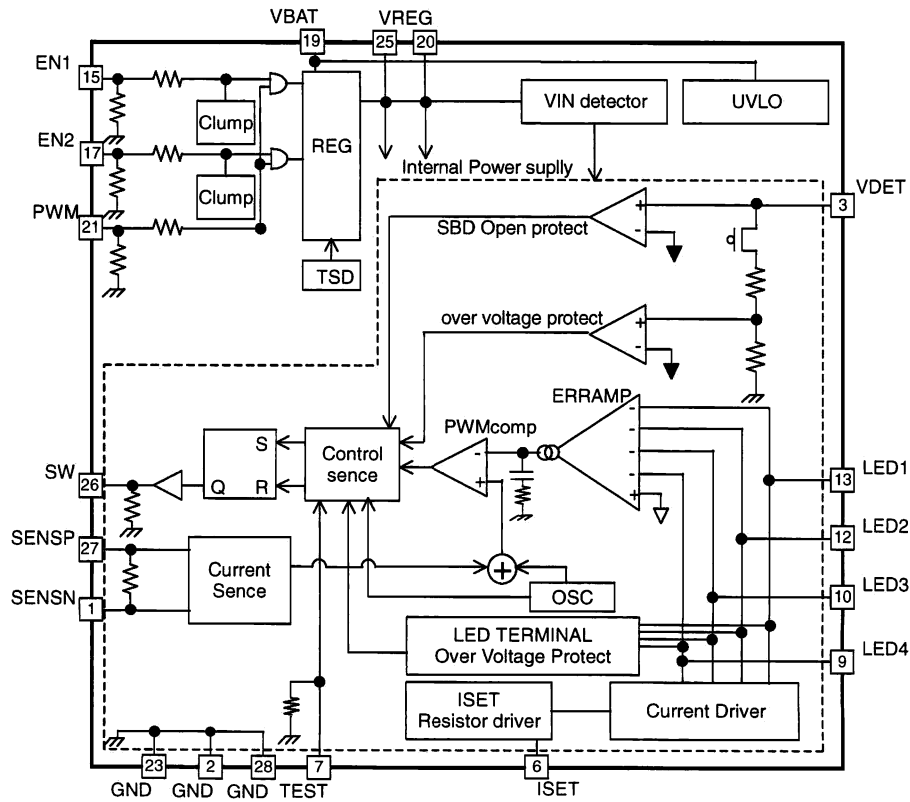 VBAT
VREG
19
25
20
EN1
15
Clump
REG
VIN detector
UVLO
EN2
17
Clump
Internal Power suplly
PWM
21
VDET
3
+
-
SBD Open protect
TSD
over voltage protect
+
-
ERRAMP
PWMcomp
-
-
-
-
+
-
+
S
Q
R
Control
sence
SW
26
LED1
13
SENSP
27
LED2
12
Current
Sence
+
OSC
LED3
10
SENSN
1
LED TERMINAL
Over Voltage Protect
LED4
9
ISET
Resistor driver
Current Driver
23
2
28
7
6
GND
GND
GND
TEST
ISET